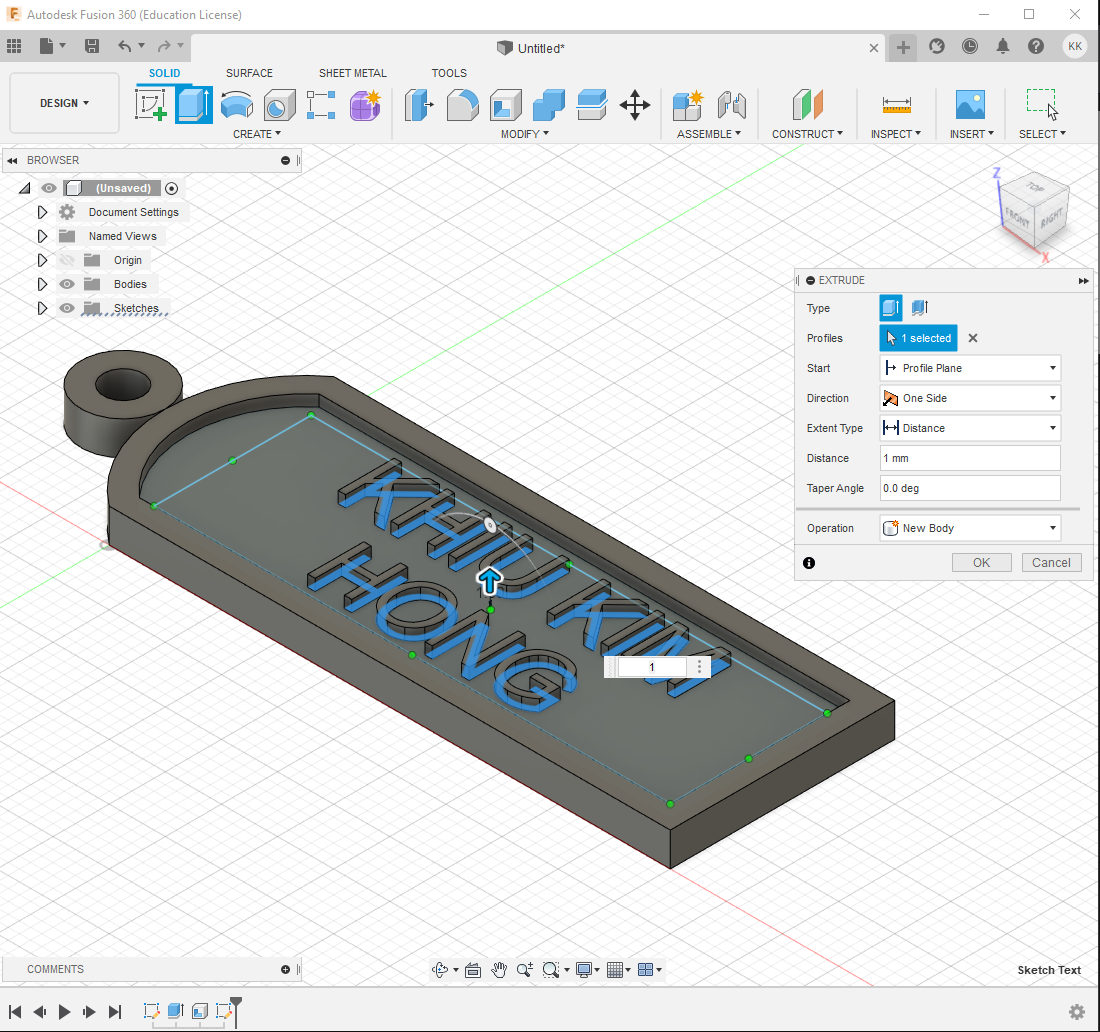 Autodesk Fusion 360 (Education License)
Untitled*
KK
SOLID SURFACE SHEET METAL TOOLS
DESIGN
CREATE MODIFY ASSEMBLE CONSTRUCT INSPECT INSERT SELECT
BROWSER
(Unsaved)
Document Settings
Named Views
Origin
Bodies
Sketches
Z
TOP
FRONT
RIGHT
X
EXTRUDE
Type
Profiles 1 selected
Start Profile Plane
Direction One Side
Extent Type Distance
Distance 1 mm
Taper Angle 0.0 deg
Operation New Body
OK Cancel
KHIU KIM
HONG
1
COMMENTS
Sketch Text